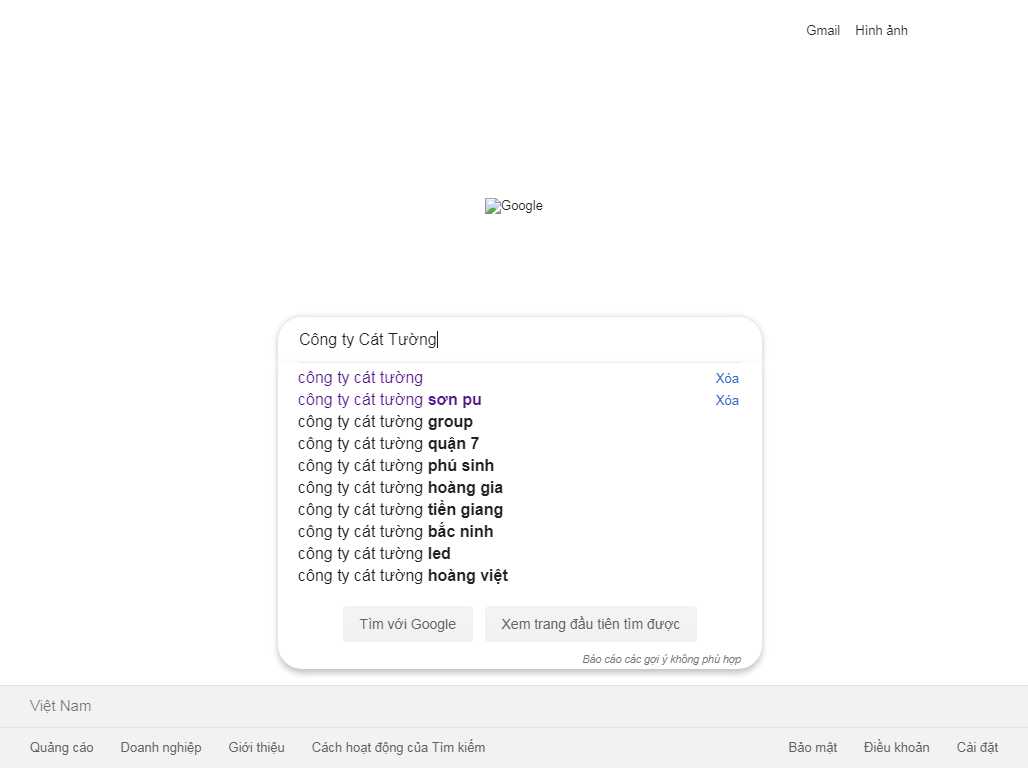 Gmail Hình ảnh
Google
Công ty Cát Tường
công ty cát tường Xóa
công ty cát tường sơn pu Xóa
công ty cát tường group
công ty cát tường quận 7
công ty cát tường phú sinh
công ty cát tường hoàng gia
công ty cát tường tiền giang
công ty cát tường bắc ninh
công ty cát tường led
công ty cát tường hoàng việt
Tìm với Google Xem trang đầu tiên tìm được
Báo cáo các gợi ý không phù hợp
Việt Nam
Quảng cáo Doanh nghiệp Giới thiệu Cách hoạt động của Tìm kiếm Bảo mật Điều khoản Cài đặt